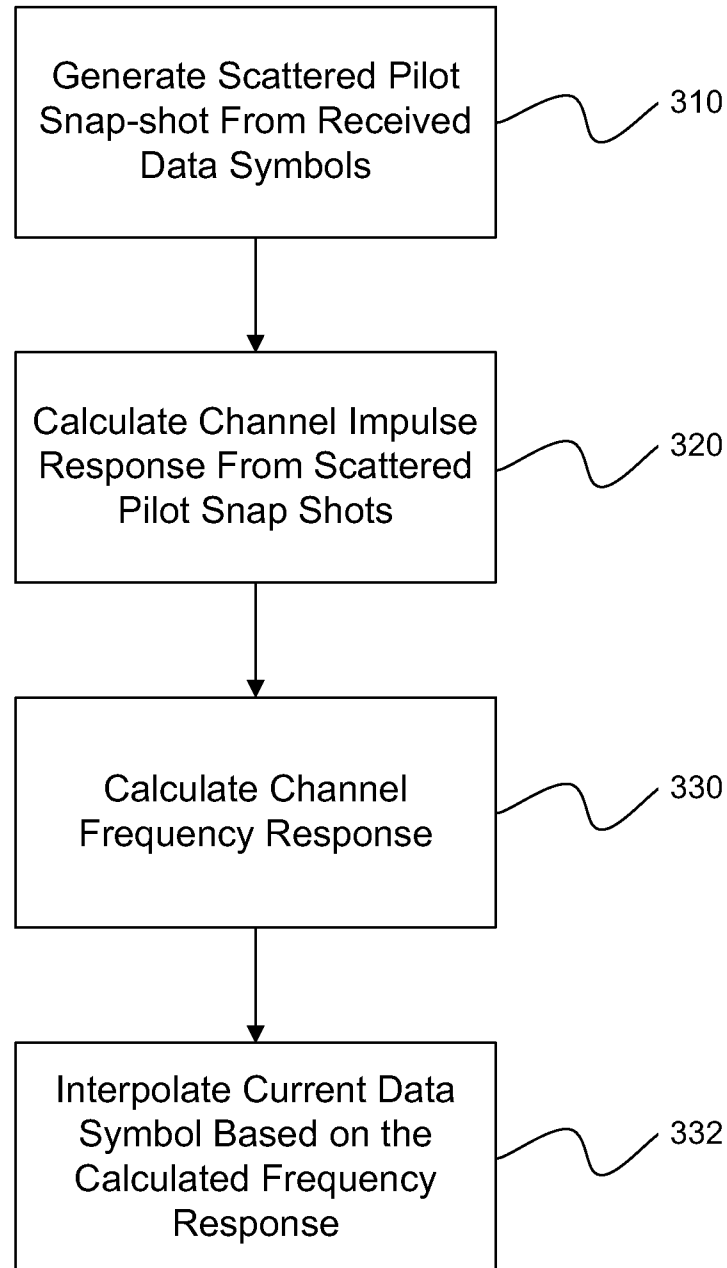 Generate Scattered Pilot
Snap-shot From Received
Data Symbols
310
Calculate Channel Impulse
Response From Scattered
Pilot Snap Shots
320
Calculate Channel
Frequency Response
330
Interpolate Current Data
Symbol Based on the
Calculated Frequency
Response
332